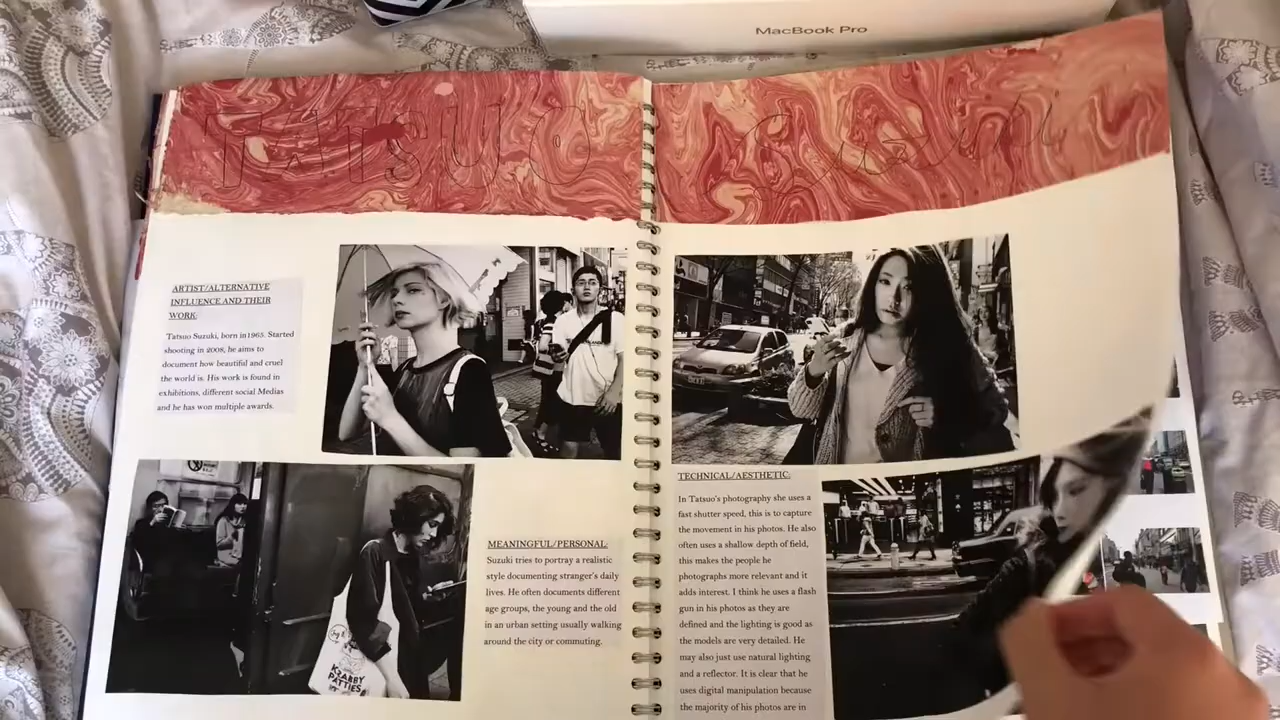 MacBook Pro
TATSUO
Suzuki
ARTIST/ALTERNATIVE
INFLUENCE AND THEIR
WORK:
Tatsuo Suzuki, born in 1965. Started
shooting in 2008, he aims to
document how beautiful and cruel
the world is. His work is found in
exhibitions, different social Medias
and he has won multiple awards.
KRABBY
PATTIES
MEANINGFUL/PERSONAL:
Suzuki tries to portray a realistic
style documenting stranger's daily
lives. He often documents different
age groups, the young and the old
in an urban setting usually walking
around the city or commuting.
TECHNICAL/AESTHETIC:
In Tatsuo's photography she uses a
fast shutter speed, this is to capture
the movement in his photos. He also
often uses a shallow depth of field,
this makes the people he
photographs more relevant and it
adds interest. I think he uses a flash
gun in his photos as they are
defined and the lighting is good as
the models are very detailed. He
may also just use natural lighting
and a reflector. It is clear that he
uses digital manipulation because
the majority of his photos are in